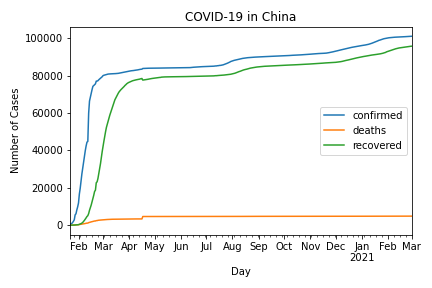 COVID-19 in China
Number of Cases
100000
80000
60000
40000
20000
0
confirmed
deaths
recovered
Feb Mar Apr May Jun Jul Aug Sep Oct Nov Dec Jan Mar
2021
Day